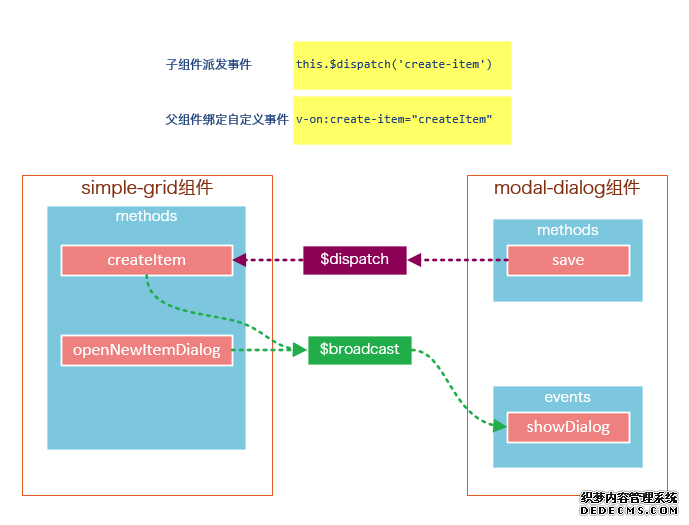 子组件派发事件
this.$dispatch('create-item')
父组件绑定自定义事件
v-on:create-item="createItem"
simple-grid组件
modal-dialog组件
methods
methods
createItem
$dispatch
save
openNewItemDialog
$broadcast
events
showDialog
织梦内容管理系统
DEDECMS.COM